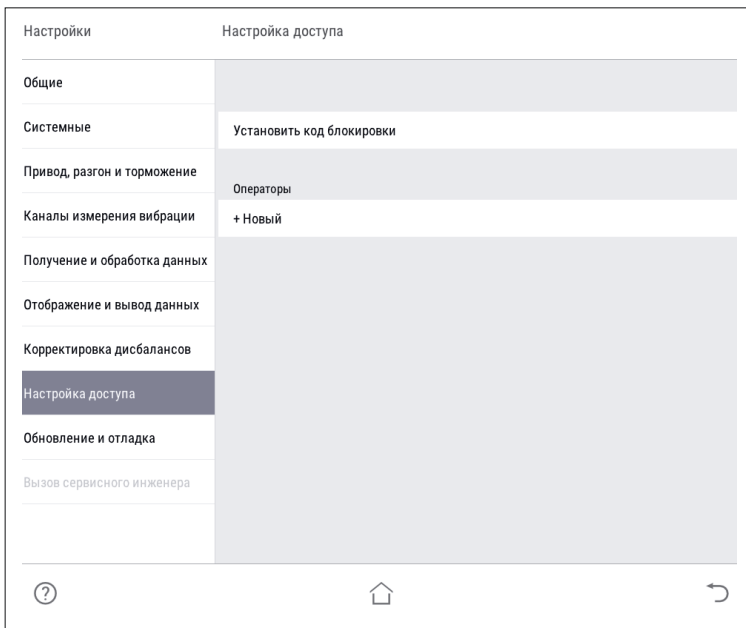 Настройки
Настройка доступа
Общие
Системные
Привод, разгон и торможение
Каналы измерения вибрации
Получение и обработка данных
Отображение и вывод данных
Корректировка дисбалансов
Настройка доступа
Обновление и отладка
Вызов сервисного инженера
Установить код блокировки
Операторы
+ Новый
?